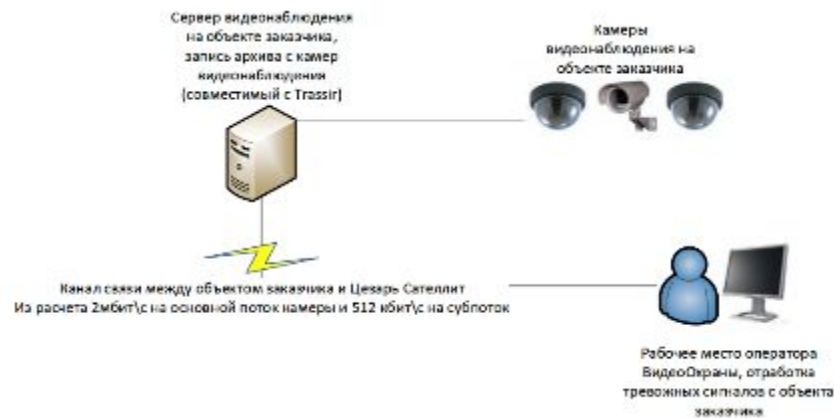 Сервер видеонаблюдения
на объекте заказчика,
запись архива с камер
видеонаблюдения
(совместимый с Trassir)
Камеры
видеонаблюдения на
объекте заказчика
Канал связи между объектом заказчика и Цезарь Сателлит
Из расчета 2мбит\с на основной поток камеры и 512 кбит\с на субпоток
Рабочее место оператора
ВидеоОхраны, отработка
тревожных сигналов с объекта
заказчика